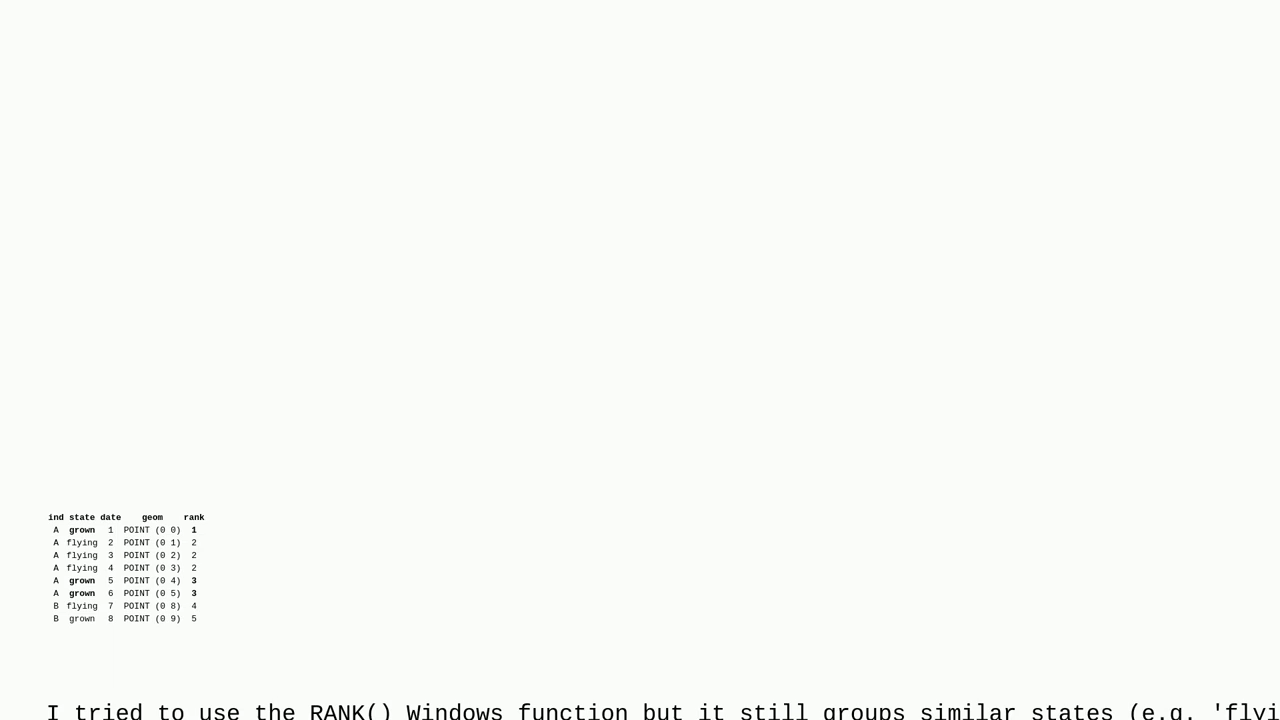 ind state date geom rank
A grown 1 POINT (0 0) 1
A flying 2 POINT (0 1) 2
A flying 3 POINT (0 2) 2
A flying 4 POINT (0 3) 2
A grown 5 POINT (0 4) 3
A grown 6 POINT (0 5) 3
B flying 7 POINT (0 8) 4
B grown 8 POINT (0 9) 5
I tried to use the RANK() Windows function but it still groups similar states (e.g. 'flyi